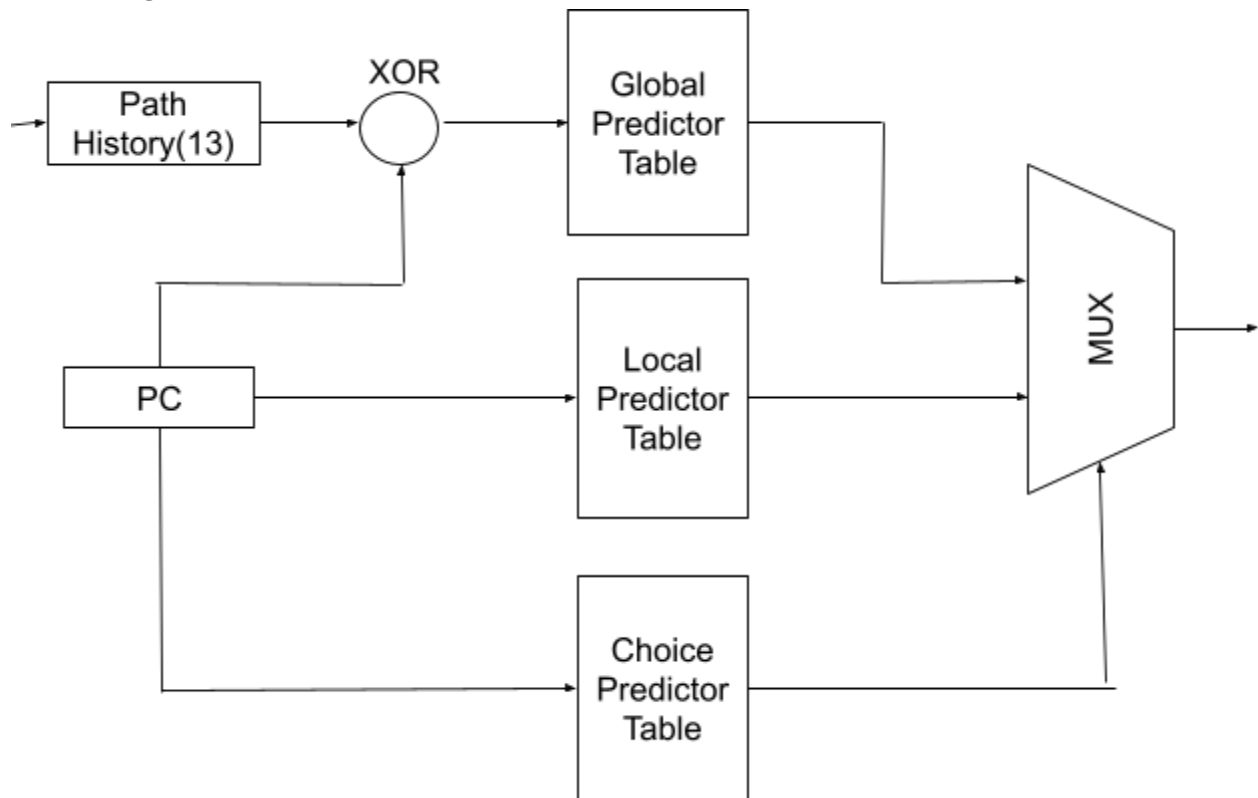 XOR
Path
History(13)
Global
Predictor
Table
PC
Local
Predictor
Table
MUX
Choice
Predictor
Table